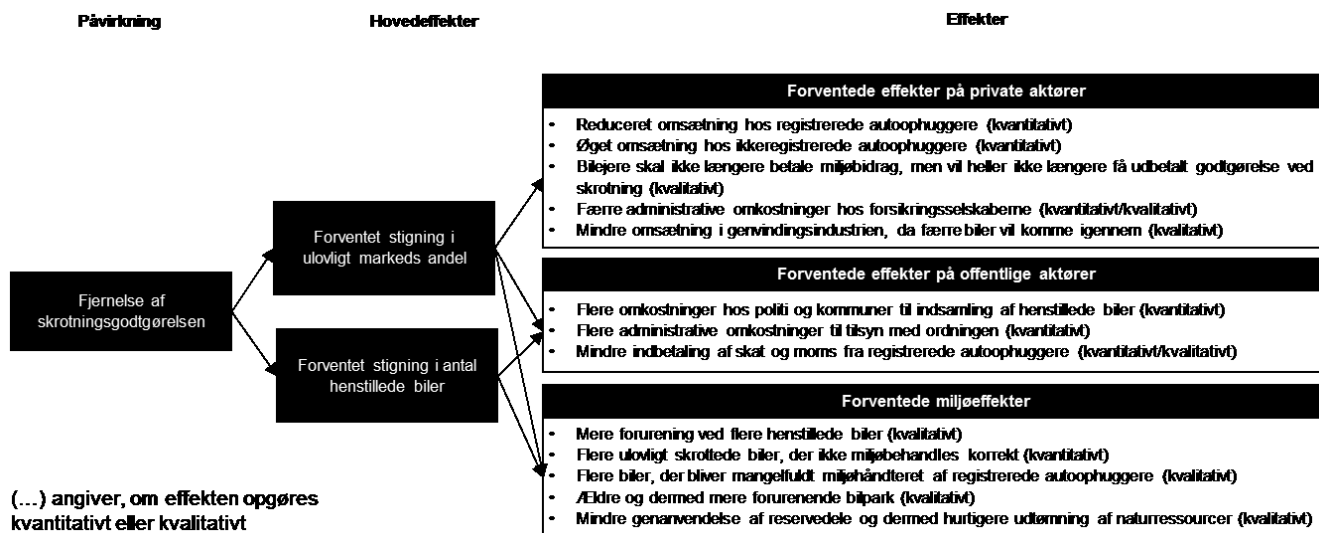 Påvirkning
Hovedeffekter
Effekter
Fjernelse af
skrotningsgodtgørelsen
Forventet stigning i
ulovligt markeds andel
Forventet stigning i antal
henstillede biler
Forventede effekter på private aktører
• Reduceret omsætning hos registrerede autoophuggere (kvantitativt)
• Øget omsætning hos ikkeregistrerede autoophuggere (kvantitativt)
• Bilejere skal ikke længere betale miljøbidrag, men vil heller ikke længere få udbetalt godtgørelse ved
skrotning (kvalitativt)
• Færre administrative omkostninger hos forsikringsselskaberne (kvantitativt/kvalitativt)
• Mindre omsætning i genvindingsindustrien, da færre biler vil komme igennem (kvalitativt)
Forventede effekter på offentlige aktører
• Flere omkostninger hos politi og kommuner til indsamling af henstillede biler (kvantitativt)
• Flere administrative omkostninger til tilsyn med ordningen (kvantitativt)
• Mindre indbetaling af skat og moms fra registrerede autoophuggere (kvantitativt/kvalitativt)
Forventede miljøeffekter
• Mere forurening ved flere henstillede biler (kvalitativt)
• Flere ulovligt skrottede biler, der ikke miljøbehandles korrekt (kvantitativt)
• Flere biler, der bliver mangelfuldt miljøhåndteret af registrerede autoophuggere (kvalitativt)
• Ældre og dermed mere forurenende bilpark (kvalitativt)
• Mindre genanvendelse af reservedele og dermed hurtigere udtømning af naturressourcer (kvalitativt)
(...) angiver, om effekten opgøres
kvantitativt eller kvalitativt